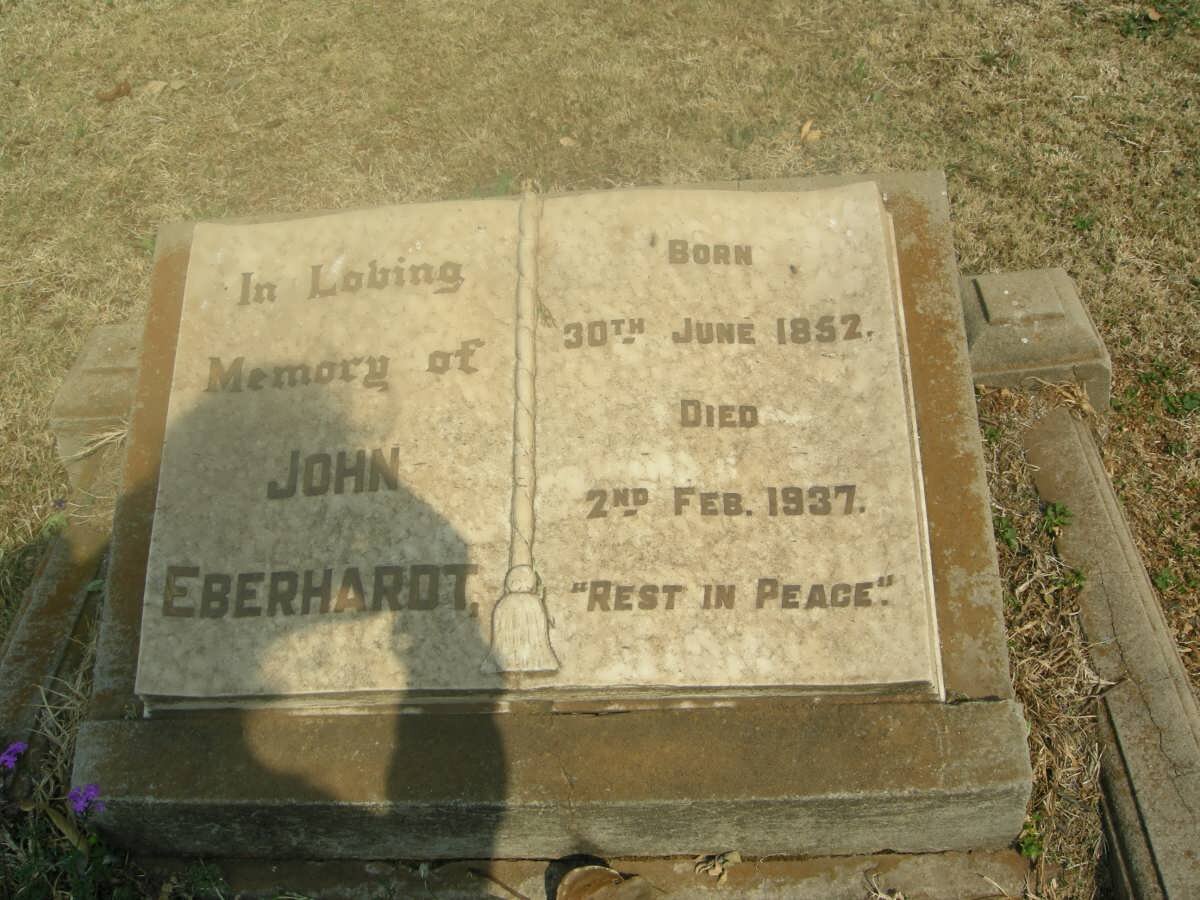 In Loving
Memory of
JOHN
EBERHARDT,
BORN
30TH JUNE 1852.
DIED
2ND FEB. 1937.
"REST IN PEACE".